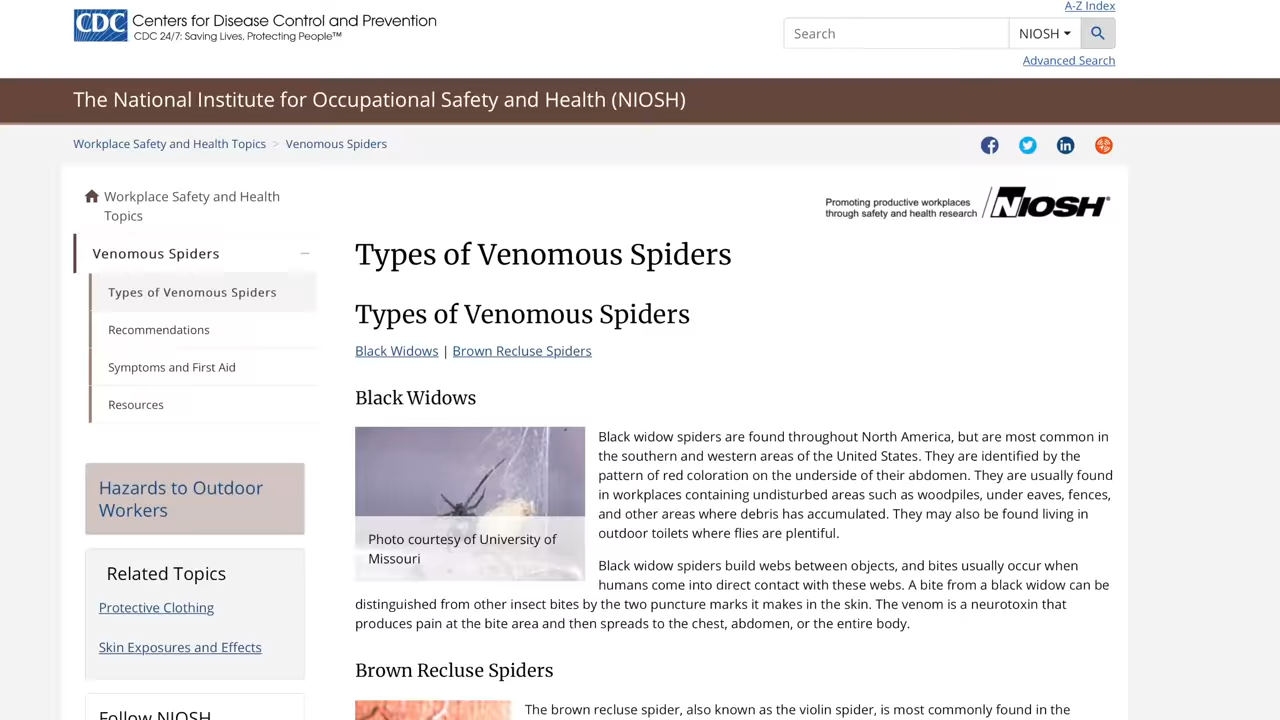 CDC
Centers for Disease Control and Prevention
CDC 24/7: Saving Lives, Protecting People™
A-Z Index
Search
NIOSH
Advanced Search
The National Institute for Occupational Safety and Health (NIOSH)
Workplace Safety and Health Topics > Venomous Spiders
Workplace Safety and Health
Topics
Venomous Spiders
Types of Venomous Spiders
Recommendations
Symptoms and First Aid
Resources
Hazards to Outdoor
Workers
Related Topics
Protective Clothing
Skin Exposures and Effects
Follow NIOSH
Promoting productive workplaces
through safety and health research
NIOSH®
Types of Venomous Spiders
Types of Venomous Spiders
Black Widows | Brown Recluse Spiders
Black Widows
Photo courtesy of University of
Missouri
Black widow spiders are found throughout North America, but are most common in
the southern and western areas of the United States. They are identified by the
pattern of red coloration on the underside of their abdomen. They are usually found
in workplaces containing undisturbed areas such as woodpiles, under eaves, fences,
and other areas where debris has accumulated. They may also be found living in
outdoor toilets where flies are plentiful.
Black widow spiders build webs between objects, and bites usually occur when
humans come into direct contact with these webs. A bite from a black widow can be
distinguished from other insect bites by the two puncture marks it makes in the skin. The venom is a neurotoxin that
produces pain at the bite area and then spreads to the chest, abdomen, or the entire body.
Brown Recluse Spiders
The brown recluse spider, also known as the violin spider, is most commonly found in the